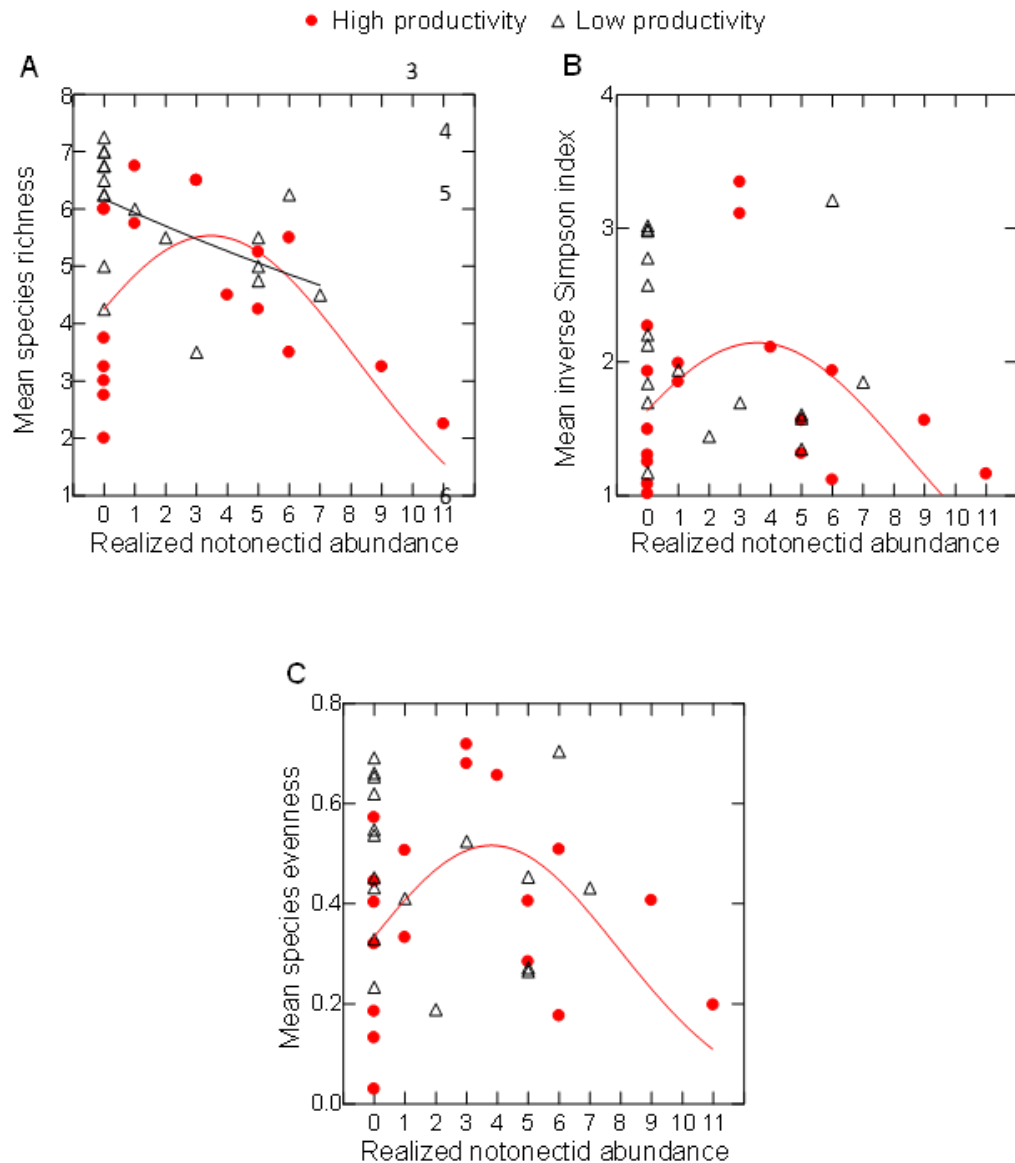 High productivity Low productivity
A
3
8
7
6
5
4
3
2
1
4
5
6
0 1 2 3 4 5 6 7 8 9 10 11
Mean species richness
Realized notonectid abundance
B
4
3
2
1
0 1 2 3 4 5 6 7 8 9 10 11
Mean inverse Simpson index
Realized notonectid abundance
C
0.8
0.6
0.4
0.2
0.0
0 1 2 3 4 5 6 7 8 9 10 11
Mean species evenness
Realized notonectid abundance